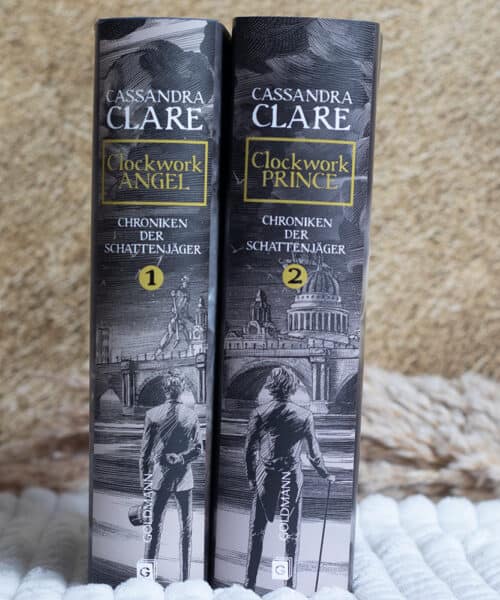 CASSANDRA
CLARE
Clockwork
ANGEL
CHRONIKEN
DER
SCHATTENJÄGER
1
GOLDMANN
G
CASSANDRA
CLARE
Clockwork
PRINCE
CHRONIKEN
DER
SCHATTENJÄGER
2
GOLDMANN
G